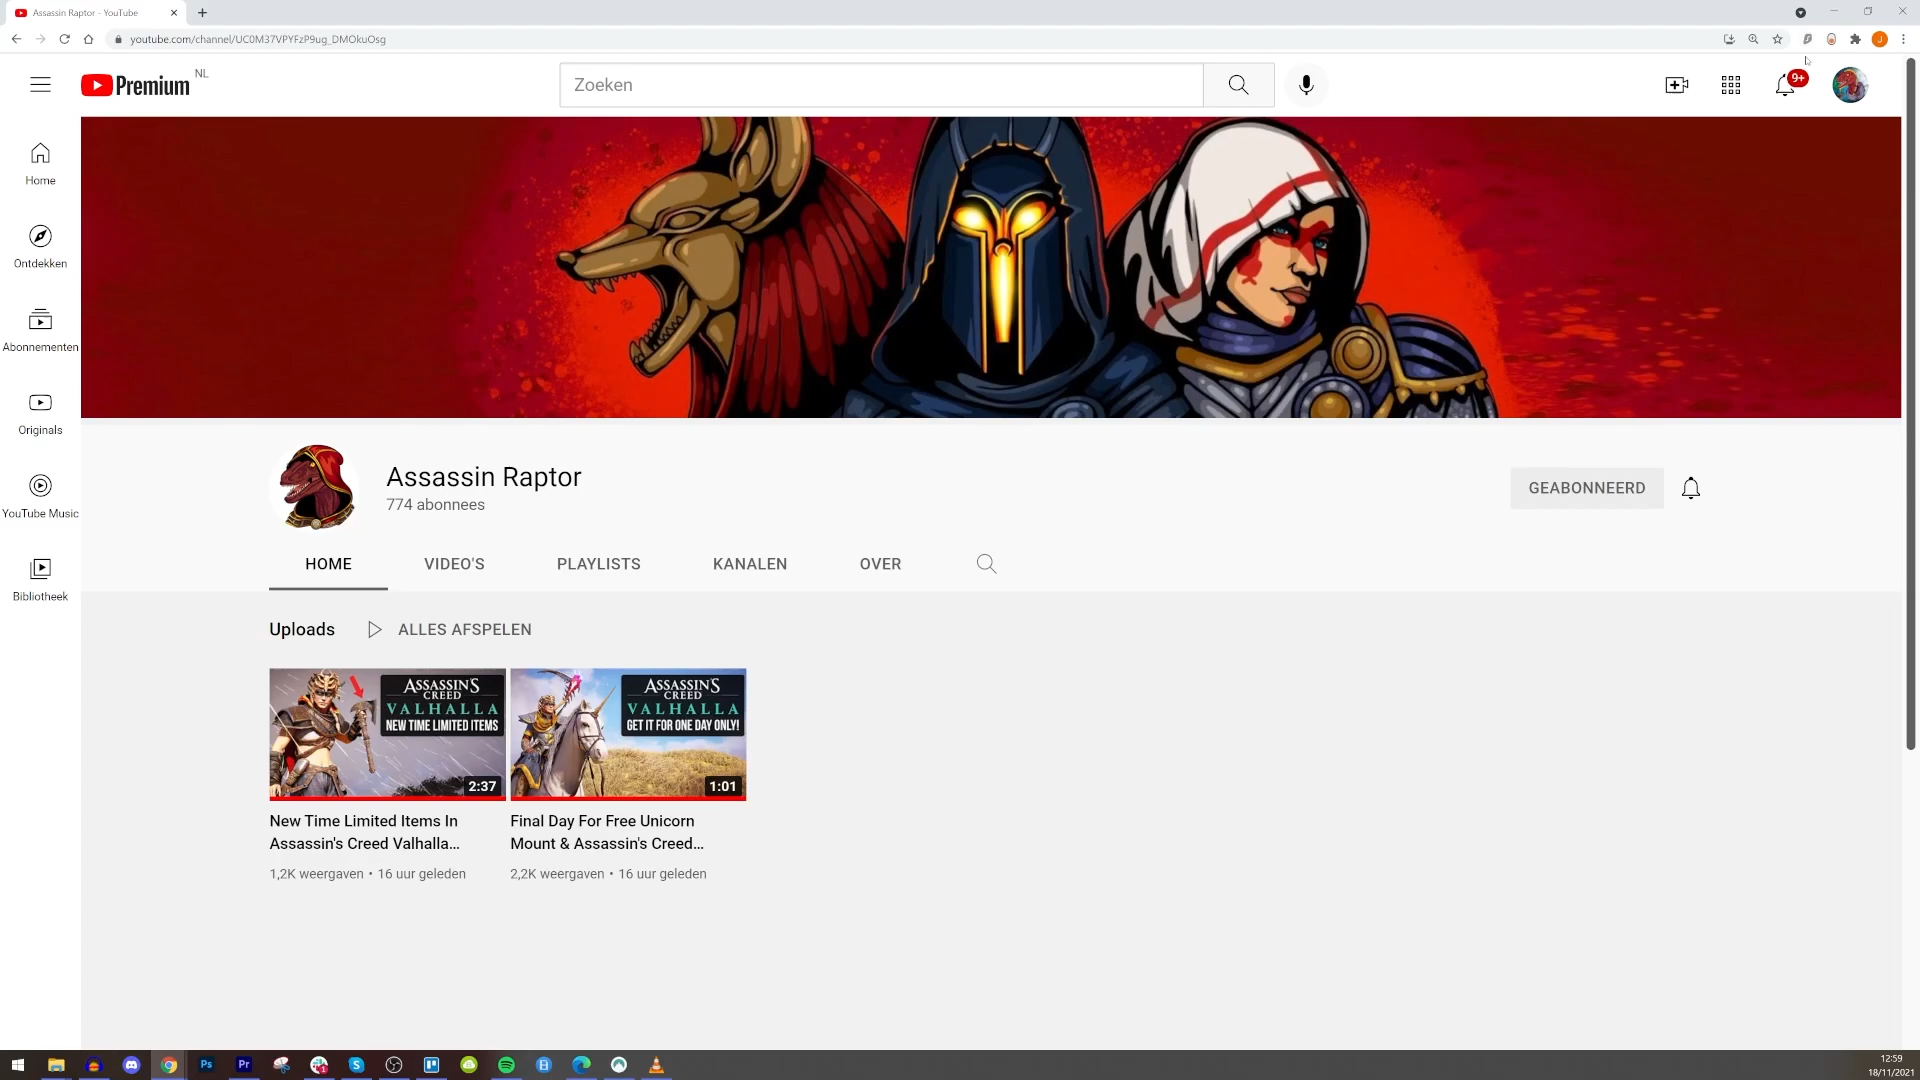 Assassin Raptor - YouTube
youtube.com/channel/UC0M37VPYFzP9ug_DMOkuOsg
J
Premium NL
Zoeken
9+
Home
Ontdekken
Abonnementen
Originals
YouTube Music
Bibliotheek
Assassin Raptor
774 abonnees
GEABONNEERD
HOME VIDEO'S PLAYLISTS KANALEN OVER
Uploads ALLES AFSPELEN
ASSASSIN'S
CREED
VALHALLA
NEW TIME LIMITED ITEMS
2:37
ASSASSIN'S
CREED
VALHALLA
GET IT FOR ONE DAY ONLY!
1:01
New Time Limited Items In
Assassin's Creed Valhalla...
1,2K weergaven • 16 uur geleden
Final Day For Free Unicorn
Mount & Assassin's Creed...
2,2K weergaven • 16 uur geleden
Ps
Pr
1
S
12:59
18/11/2021